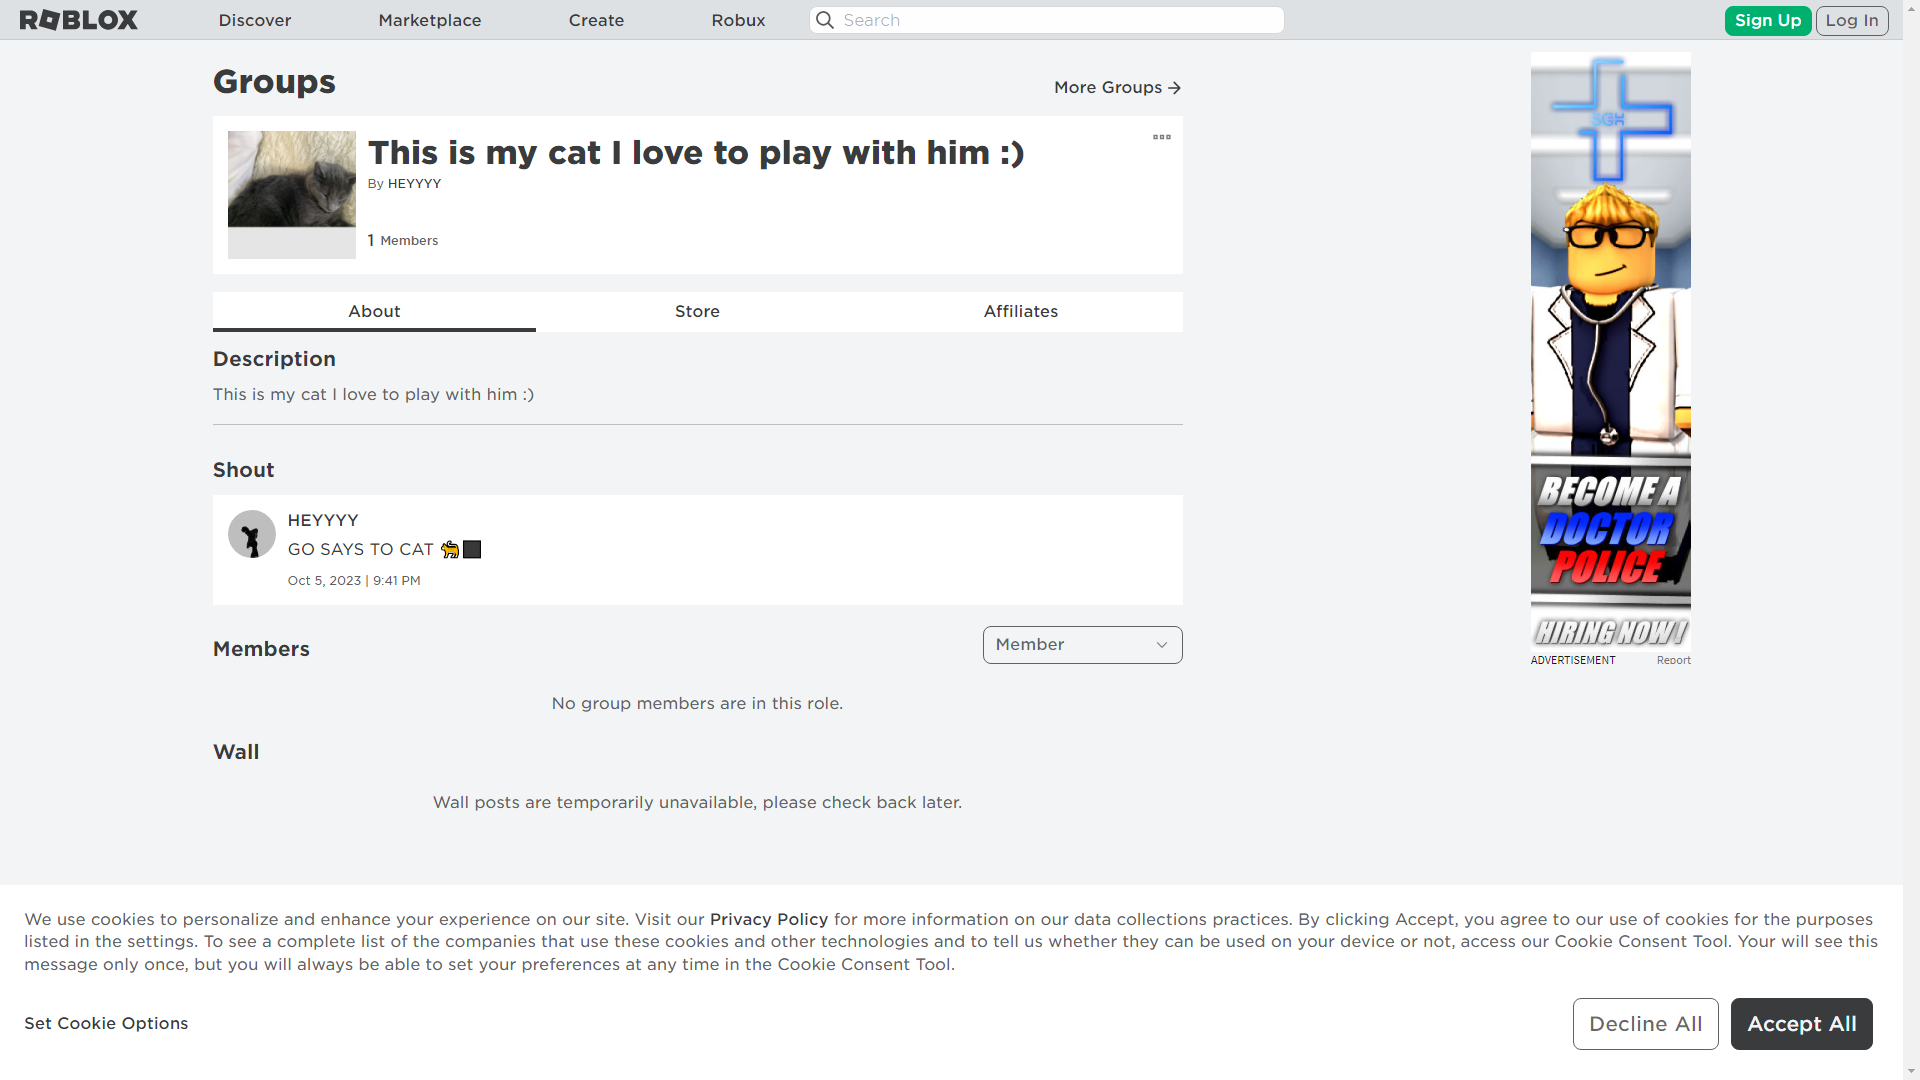 ROBLOX
Discover
Marketplace
Create
Robux
Search
Sign Up
Log In
Groups
More Groups →
This is my cat I love to play with him :)
By HEYYYY
1 Members
About
Store
Affiliates
Description
This is my cat I love to play with him :)
Shout
HEYYYY
GO SAYS TO CAT 🐈⬛
Oct 5, 2023 | 9:41 PM
Members
Member
No group members are in this role.
Wall
Wall posts are temporarily unavailable, please check back later.
SGH
BECOME A
DOCTOR
POLICE
HIRING NOW!
ADVERTISEMENT
Report
We use cookies to personalize and enhance your experience on our site. Visit our Privacy Policy for more information on our data collections practices. By clicking Accept, you agree to our use of cookies for the purposes
listed in the settings. To see a complete list of the companies that use these cookies and other technologies and to tell us whether they can be used on your device or not, access our Cookie Consent Tool. Your will see this
message only once, but you will always be able to set your preferences at any time in the Cookie Consent Tool.
Set Cookie Options
Decline All
Accept All